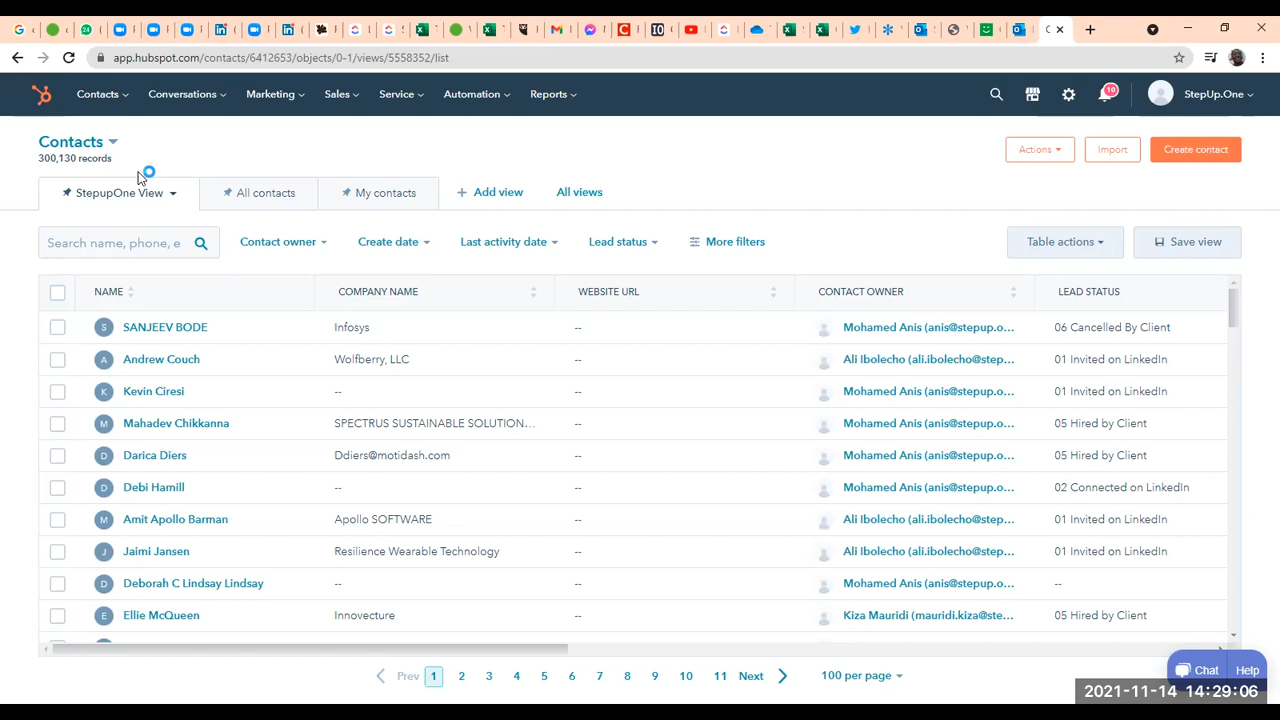 app.hubspot.com/contacts/6412653/objects/0-1/views/5558352/list
Contacts Conversations Marketing Sales Service Automation Reports 10 StepUp.One
Contacts
300,130 records
Actions Import Create contact
StepupOne View All contacts My contacts + Add view All views
Search name, phone, e Contact owner Create date Last activity date Lead status More filters Table actions Save view
NAME COMPANY NAME WEBSITE URL CONTACT OWNER LEAD STATUS
S SANJEEV BODE Infosys -- Mohamed Anis (anis@stepup.o... 06 Cancelled By Client
A Andrew Couch Wolfberry, LLC -- Ali Ibolecho (ali.ibolecho@step... 01 Invited on LinkedIn
K Kevin Ciresi -- -- Mohamed Anis (anis@stepup.o... 01 Invited on LinkedIn
M Mahadev Chikkanna SPECTRUS SUSTAINABLE SOLUTION... -- Mohamed Anis (anis@stepup.o... 05 Hired by Client
D Darica Diers Ddiers@motidash.com -- Mohamed Anis (anis@stepup.o... 05 Hired by Client
D Debi Hamill -- -- Mohamed Anis (anis@stepup.o... 02 Connected on LinkedIn
A Amit Apollo Barman Apollo SOFTWARE -- Ali Ibolecho (ali.ibolecho@step... 01 Invited on LinkedIn
J Jaimi Jansen Resilience Wearable Technology -- Ali Ibolecho (ali.ibolecho@step... 01 Invited on LinkedIn
D Deborah C Lindsay Lindsay -- -- Mohamed Anis (anis@stepup.o... --
E Ellie McQueen Innovecture -- Kiza Mauridi (mauridi.kiza@ste... 05 Hired by Client
Prev 1 2 3 4 5 6 7 8 9 10 11 Next 100 per page
Chat Help
2021-11-14 14:29:06